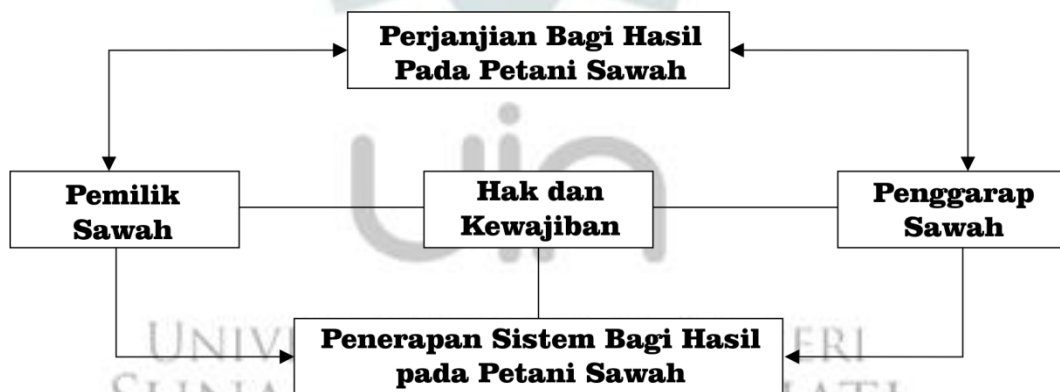 Perjanjian Bagi Hasil
Pada Petani Sawah
uin
Pemilik
Sawah
Hak dan
Kewajiban
Penggarap
Sawah
Penerapan Sistem Bagi Hasil
pada Petani Sawah